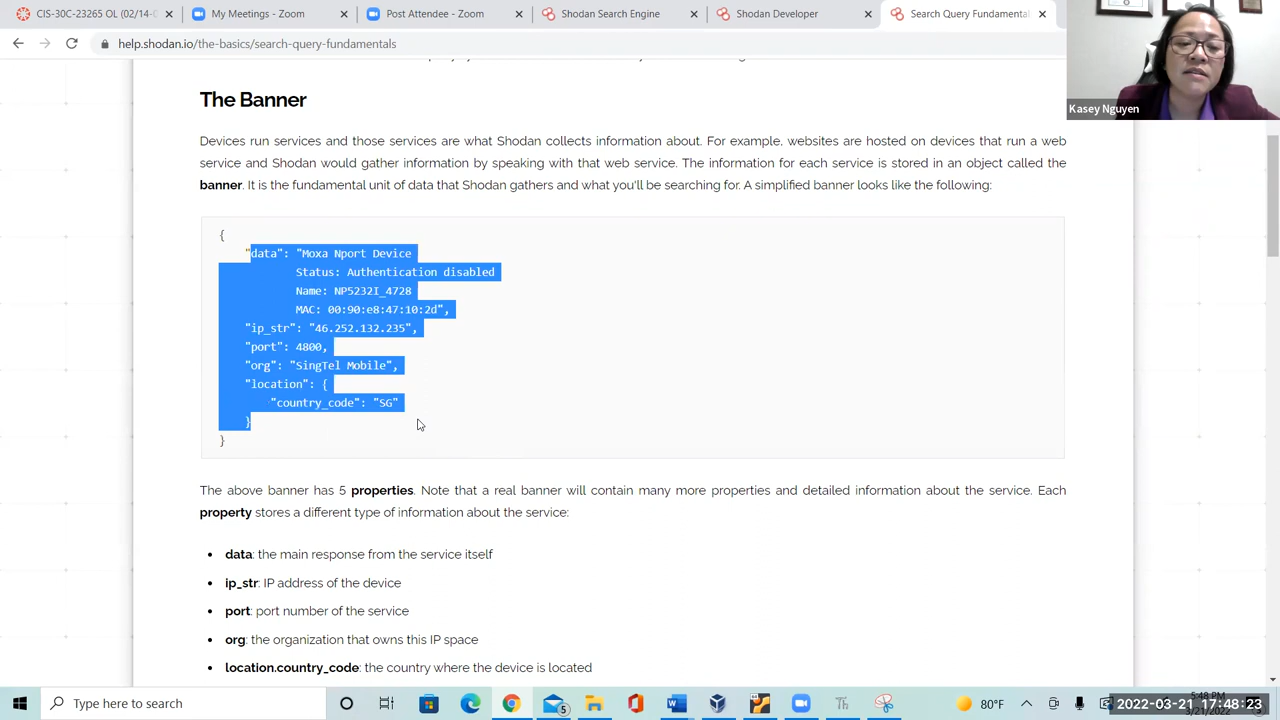 CIS-30C-23265 OL (02/14-0
My Meetings - Zoom
Post Attendee - Zoom
Shodan Search Engine
Shodan Developer
Search Query Fundamenta
help.shodan.io/the-basics/search-query-fundamentals
Kasey Nguyen
The Banner
Devices run services and those services are what Shodan collects information about. For example, websites are hosted on devices that run a web
service and Shodan would gather information by speaking with that web service. The information for each service is stored in an object called the
banner. It is the fundamental unit of data that Shodan gathers and what you'll be searching for. A simplified banner looks like the following:
{
"data": "Moxa Nport Device
Status: Authentication disabled
Name: NP5232I_4728
MAC: 00:90:e8:47:10:2d",
"ip_str": "46.252.132.235",
"port": 4800,
"org": "SingTel Mobile",
"location": {
"country_code": "SG"
}
}
The above banner has 5 properties. Note that a real banner will contain many more properties and detailed information about the service. Each
property stores a different type of information about the service:
• data: the main response from the service itself
• ip_str: IP address of the device
• port: port number of the service
• org: the organization that owns this IP space
• location.country_code: the country where the device is located
Type here to search
5
W
Th
80°F
5:48 PM
3/21/2022
2022-03-21 17:48:23